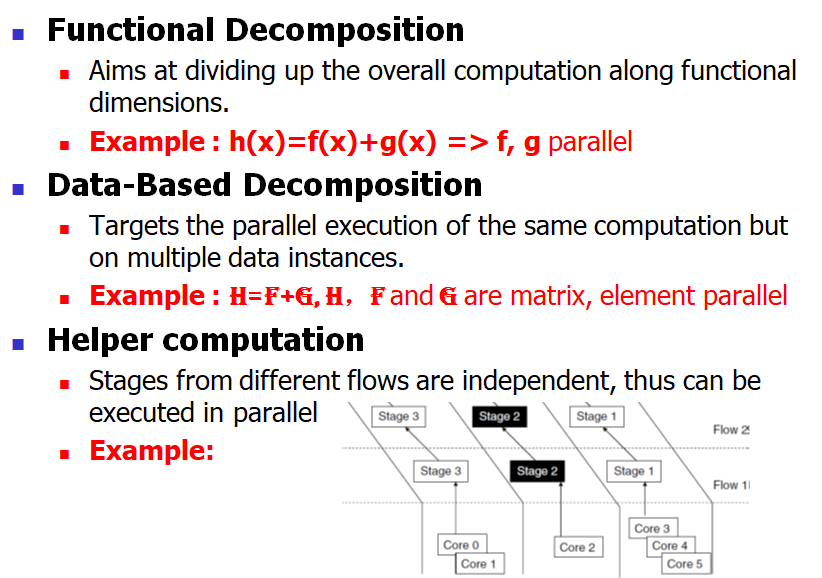 Functional Decomposition
Aims at dividing up the overall computation along functional
dimensions.
Example : h(x)=f(x)+g(x) => f, g parallel
Data-Based Decomposition
Targets the parallel execution of the same computation but
on multiple data instances.
Example : H=F+G, H，F and G are matrix, element parallel
Helper computation
Stages from different flows are independent, thus can be
executed in parallel
Example:
Stage 3 Stage 2 Stage 1
Flow 2
Stage 3 Stage 2 Stage 1
Flow 1
Core 3
Core 0 Core 2 Core 4
Core 1 Core 5